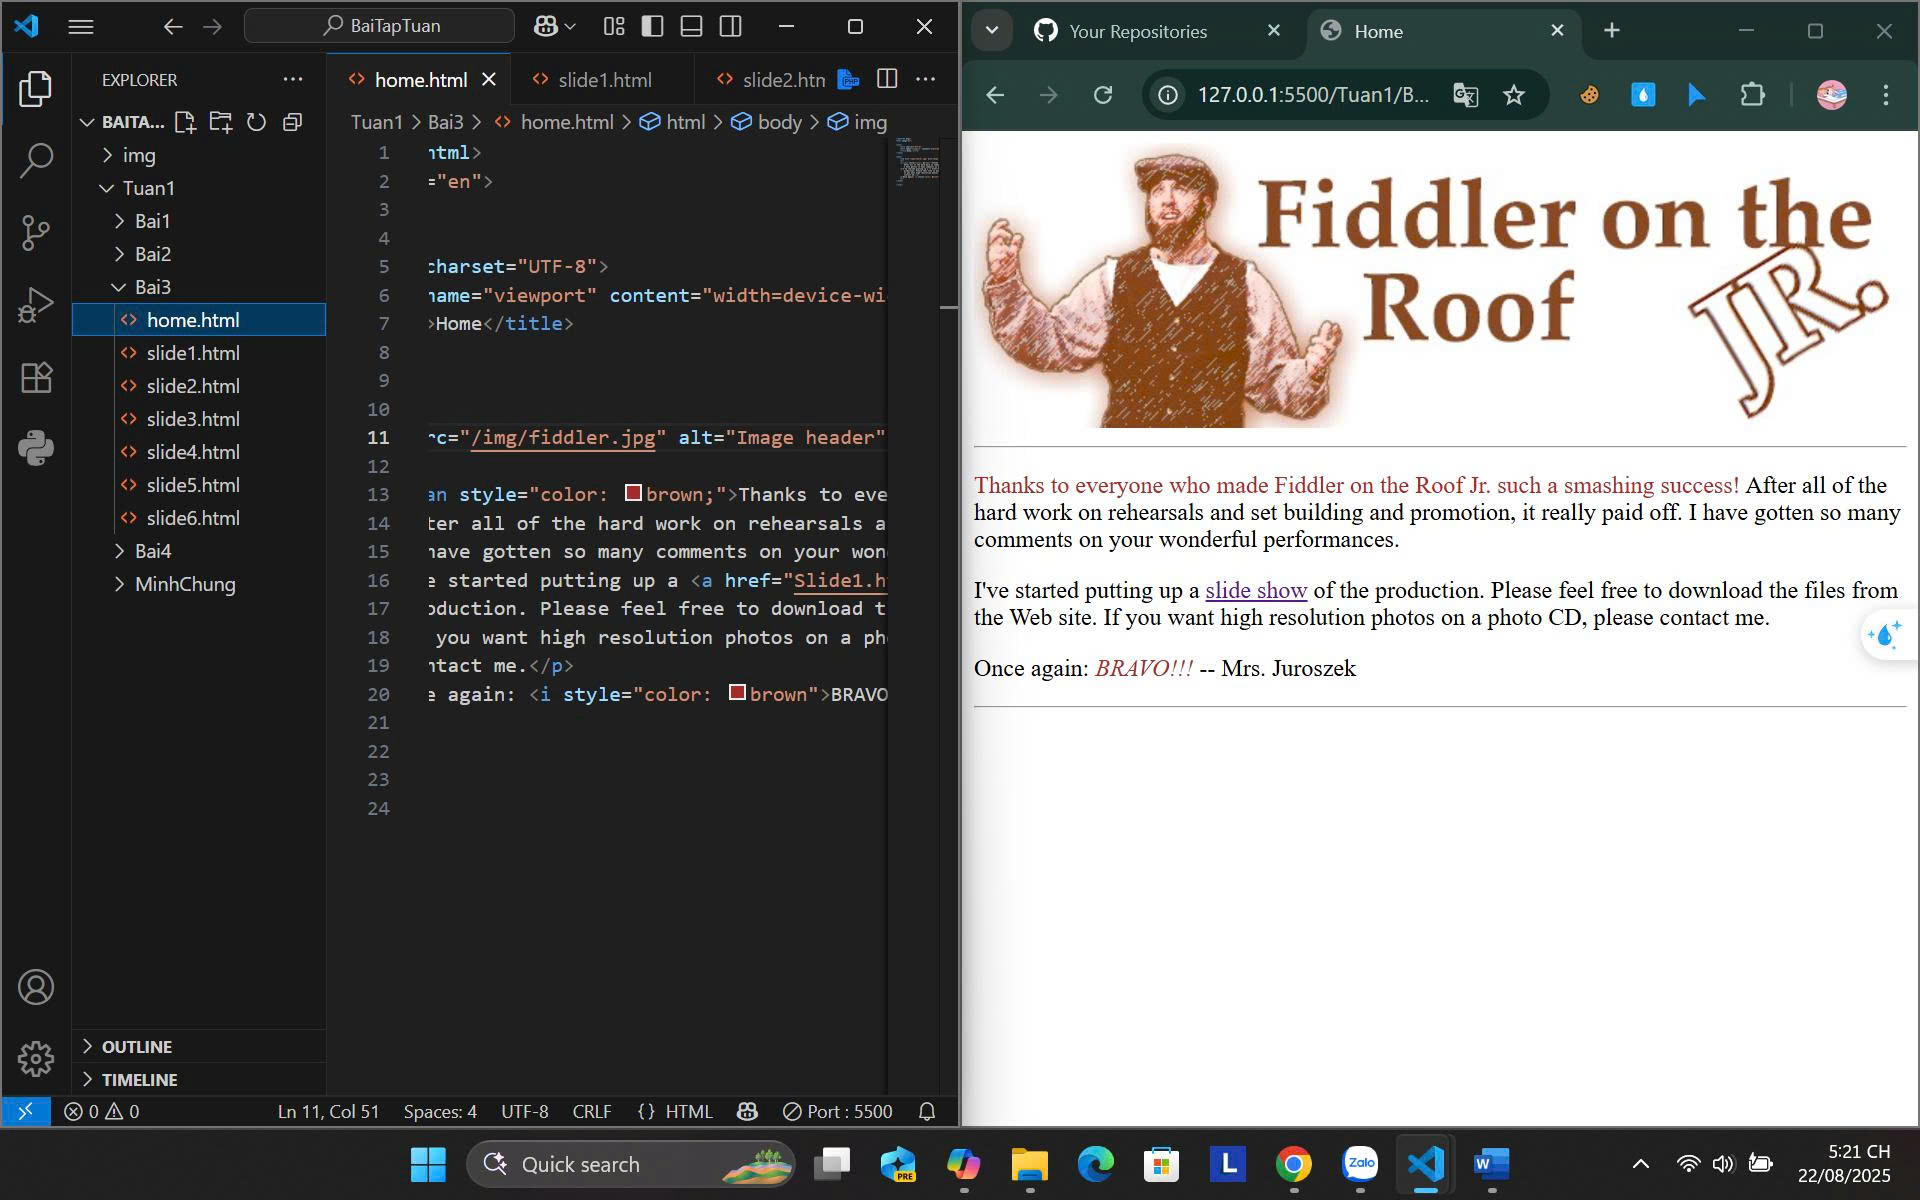 BaiTapTuan
EXPLORER
BAITA...
img
Tuan1
Bai1
Bai2
Bai3
home.html
slide1.html
slide2.html
slide3.html
slide4.html
slide5.html
slide6.html
Bai4
MinhChung
OUTLINE
TIMELINE
home.html
slide1.html
slide2.htn
Tuan1 > Bai3 > home.html > html > body > img
1 html>
2 ="en">
3
4
5 charset="UTF-8">
6 name="viewport" content="width=device-wi
7 >Home</title>
8
9
10
11 rc="/img/fiddler.jpg" alt="Image header"
12
13 an style="color: brown;">Thanks to eve
14 ter all of the hard work on rehearsals a
15 have gotten so many comments on your won
16 e started putting up a <a href="Slide1.h
17 oduction. Please feel free to download t
18 you want high resolution photos on a ph
19 ntact me.</p>
20 e again: <i style="color: brown">BRAVO
21
22
23
24
0 0
Ln 11, Col 51 Spaces: 4 UTF-8 CRLF {} HTML Port : 5500
Your Repositories
Home
127.0.0.1:5500/Tuan1/B...
Fiddler on the
Roof
JR.
Thanks to everyone who made Fiddler on the Roof Jr. such a smashing success! After all of the
hard work on rehearsals and set building and promotion, it really paid off. I have gotten so many
comments on your wonderful performances.
I've started putting up a slide show of the production. Please feel free to download the files from
the Web site. If you want high resolution photos on a photo CD, please contact me.
Once again: BRAVO!!! -- Mrs. Juroszek
Quick search
PRE
L
Zalo
W
5:21 CH
22/08/2025